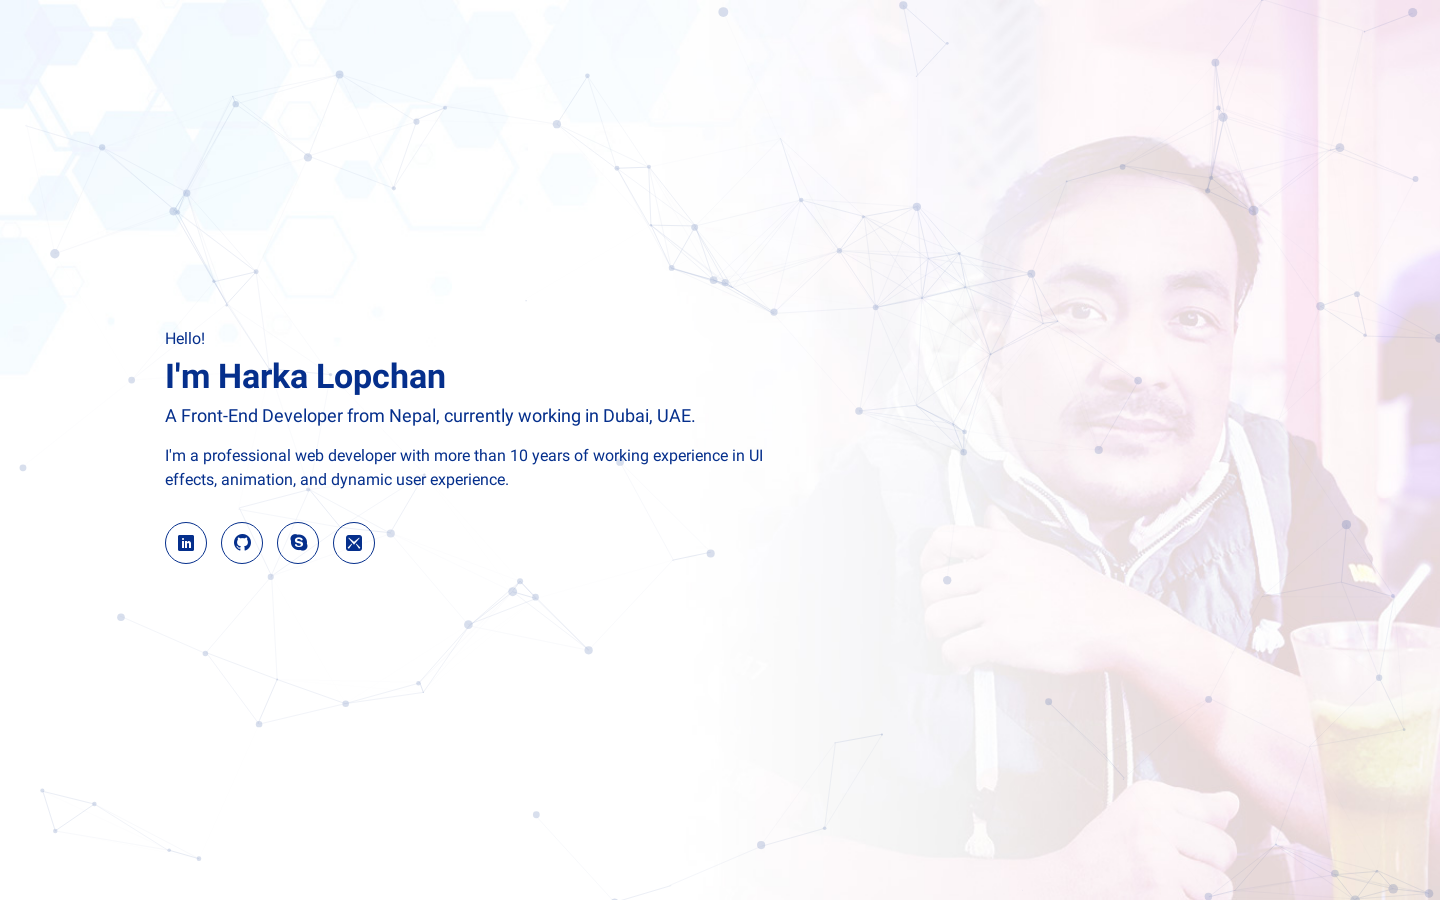 Hello!
I'm Harka Lopchan
A Front-End Developer from Nepal, currently working in Dubai, UAE.
I'm a professional web developer with more than 10 years of working experience in UI
effects, animation, and dynamic user experience.